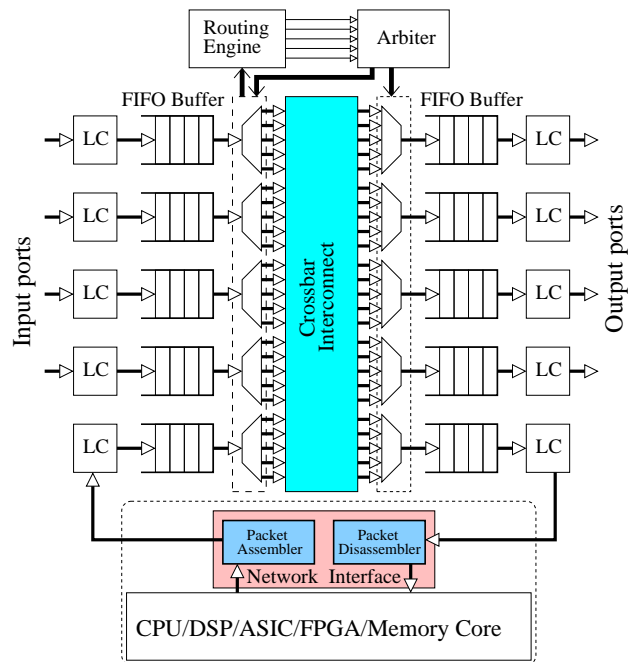 Routing
Engine
Arbiter
FIFO Buffer
FIFO Buffer
LC
LC
LC
LC
LC
LC
LC
LC
LC
LC
Input ports
Crossbar
Interconnect
Output ports
Packet
Assembler
Packet
Disassembler
Network Interface
CPU/DSP/ASIC/FPGA/Memory Core